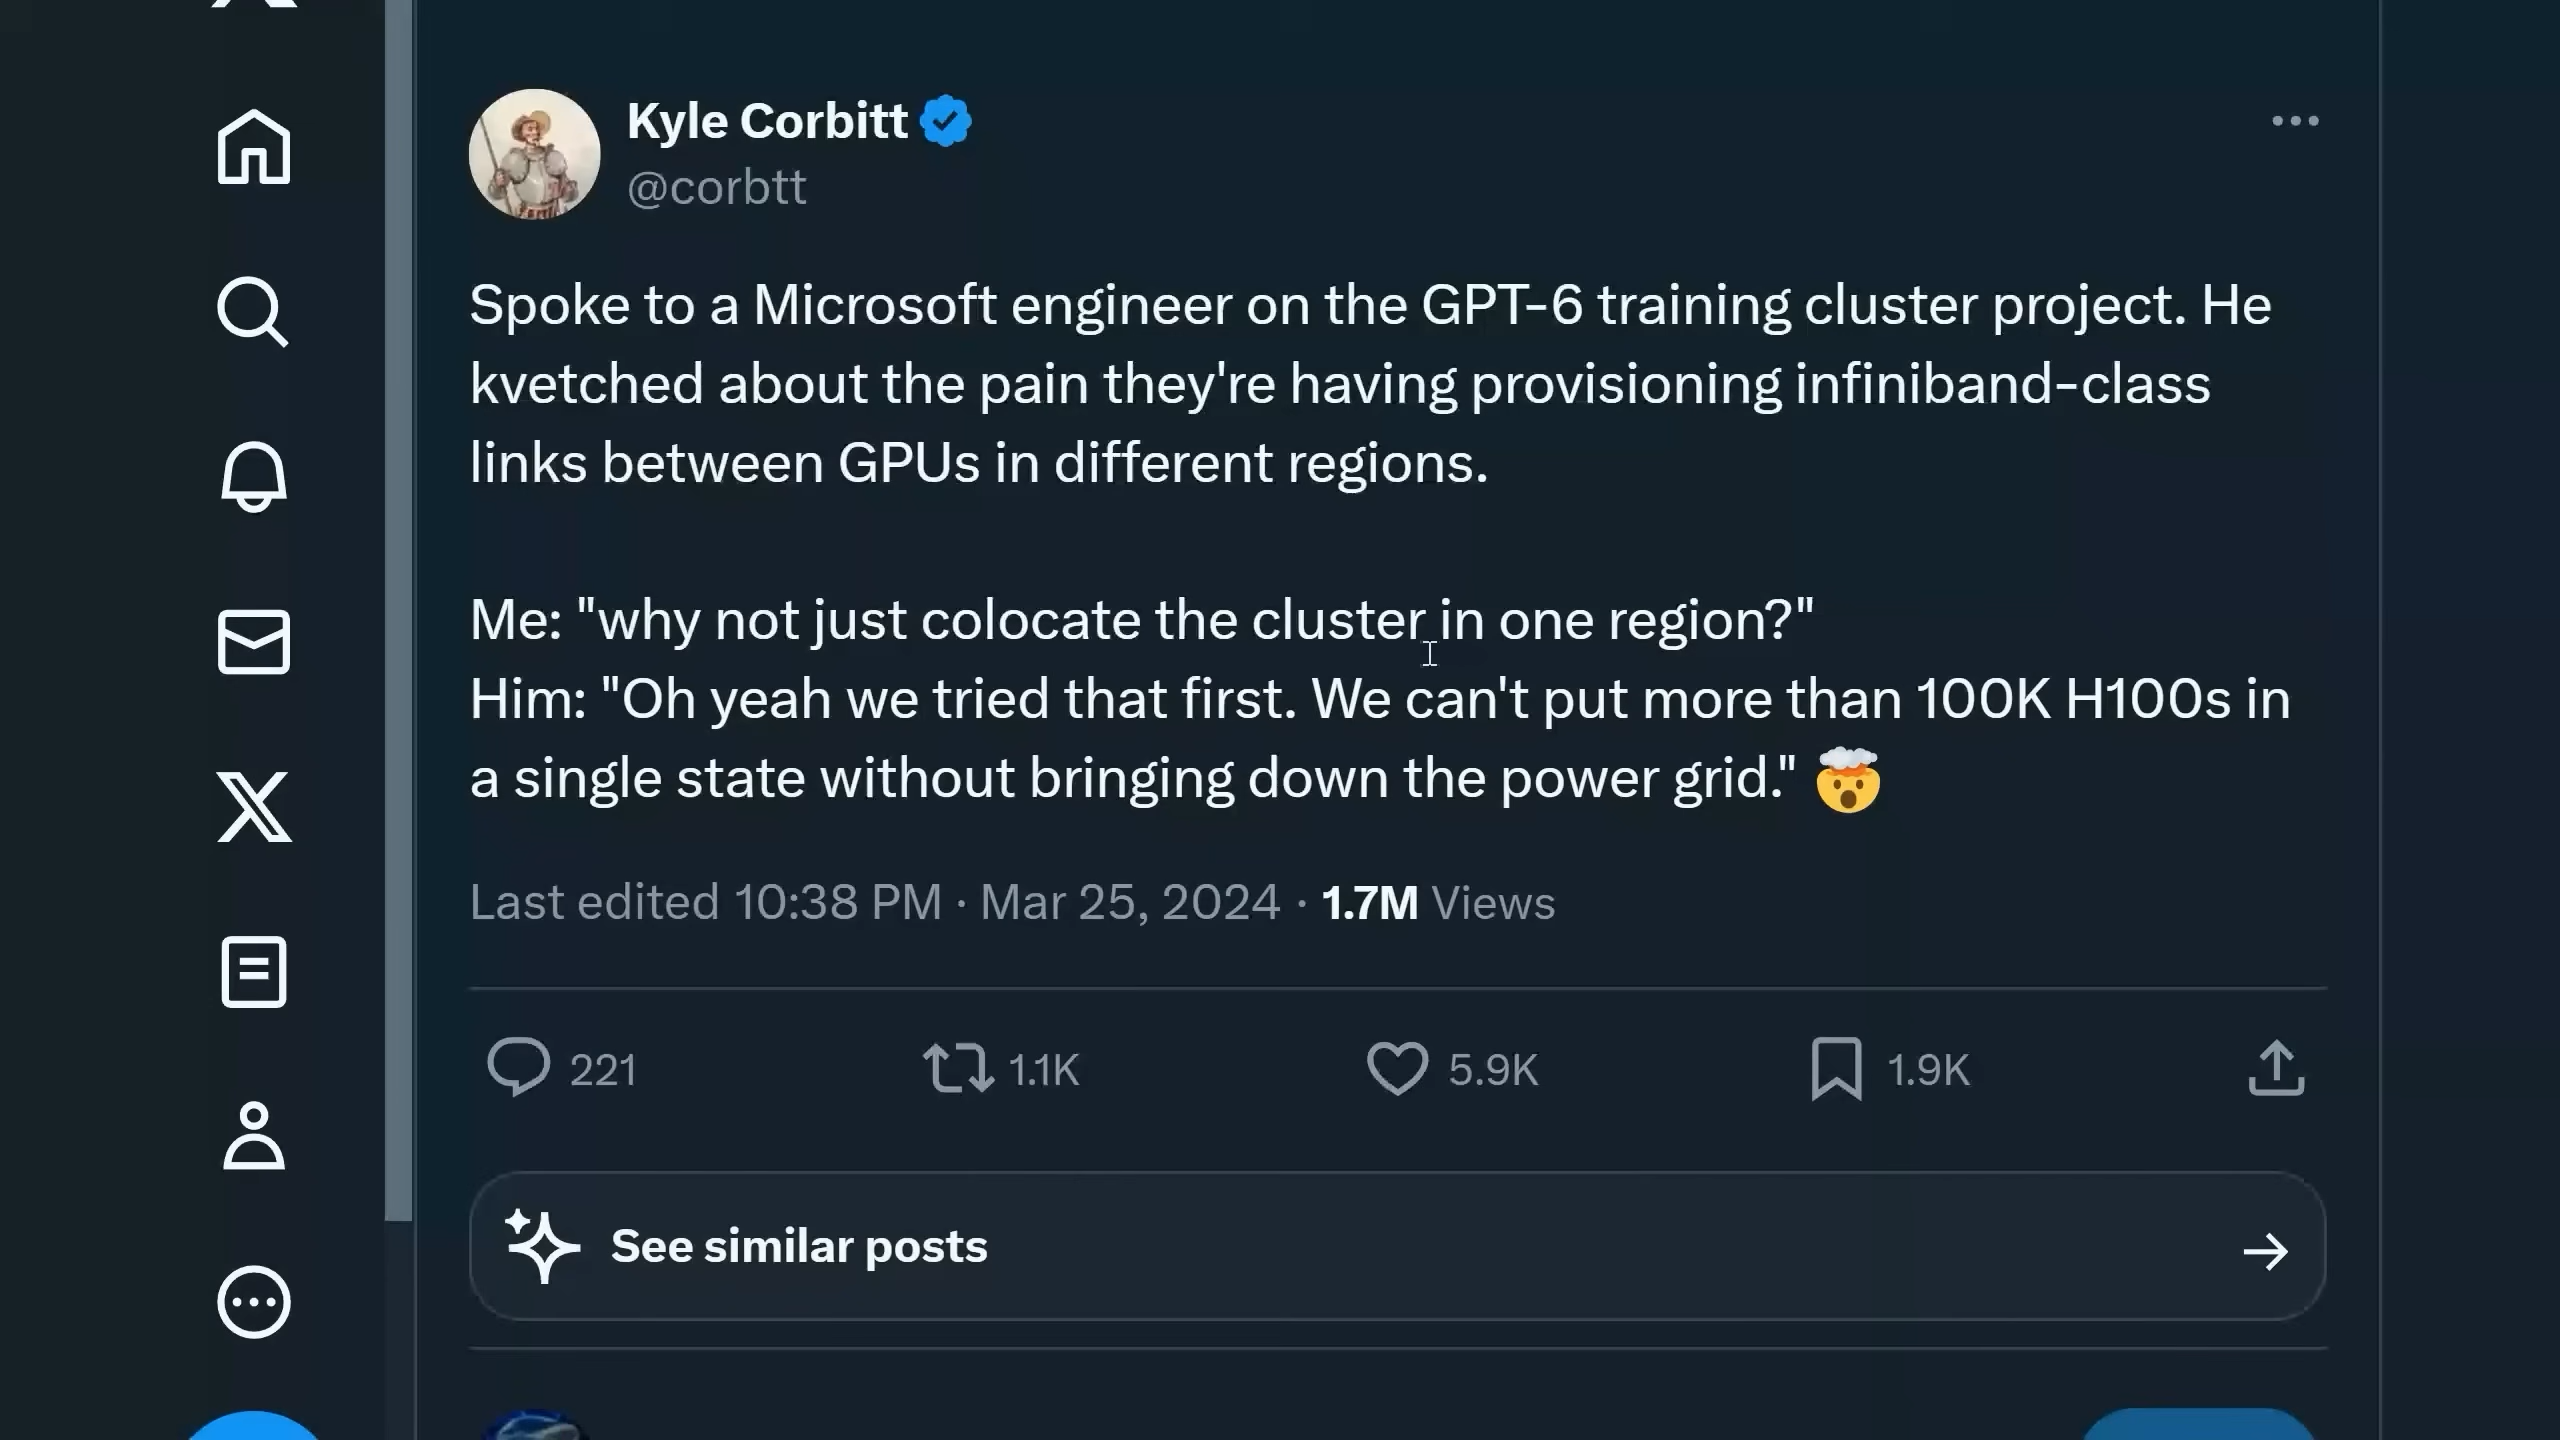 Kyle Corbitt
@corbtt
Spoke to a Microsoft engineer on the GPT-6 training cluster project. He
kvetched about the pain they're having provisioning infiniband-class
links between GPUs in different regions.
Me: "why not just colocate the cluster in one region?"
Him: "Oh yeah we tried that first. We can't put more than 100K H100s in
a single state without bringing down the power grid." 🤯
Last edited 10:38 PM · Mar 25, 2024 · 1.7M Views
221 1.1K 5.9K 1.9K
See similar posts